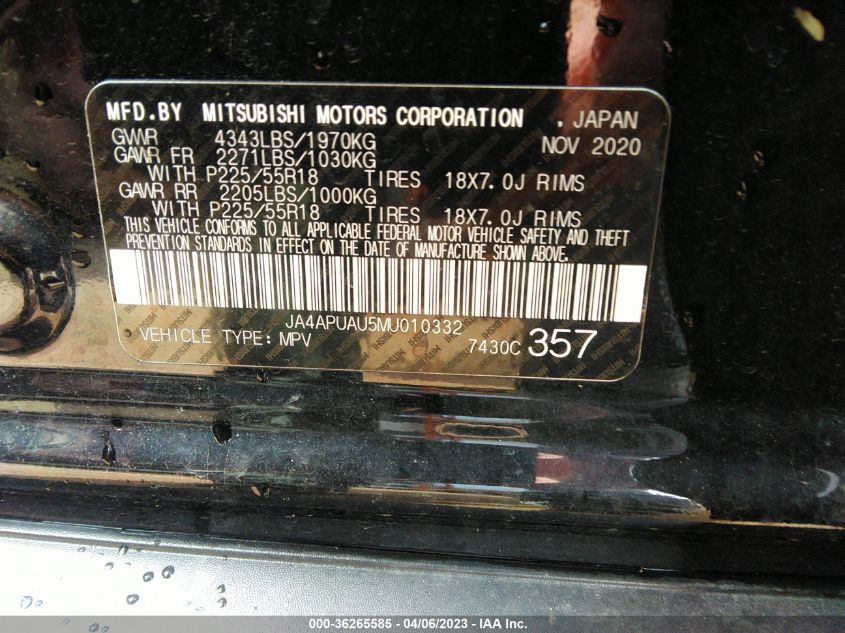 MFD.BY MITSUBISHI MOTORS CORPORATION , JAPAN
GVWR 4343LBS/1970KG NOV 2020
GAWR FR 2271LBS/1030KG
WITH P225/55R18 TIRES 18X7.0J RIMS
GAWR RR 2205LBS/1000KG
WITH P225/55R18 TIRES 18X7.0J RIMS
THIS VEHICLE CONFORMS TO ALL APPLICABLE FEDERAL MOTOR VEHICLE SAFETY AND THEFT
PREVENTION STANDARDS IN EFFECT ON THE DATE OF MANUFACTURE SHOWN ABOVE.
JA4APUAU5MU010332
VEHICLE TYPE: MPV 7430C 357
000-36265585 - 04/06/2023 - IAA Inc.